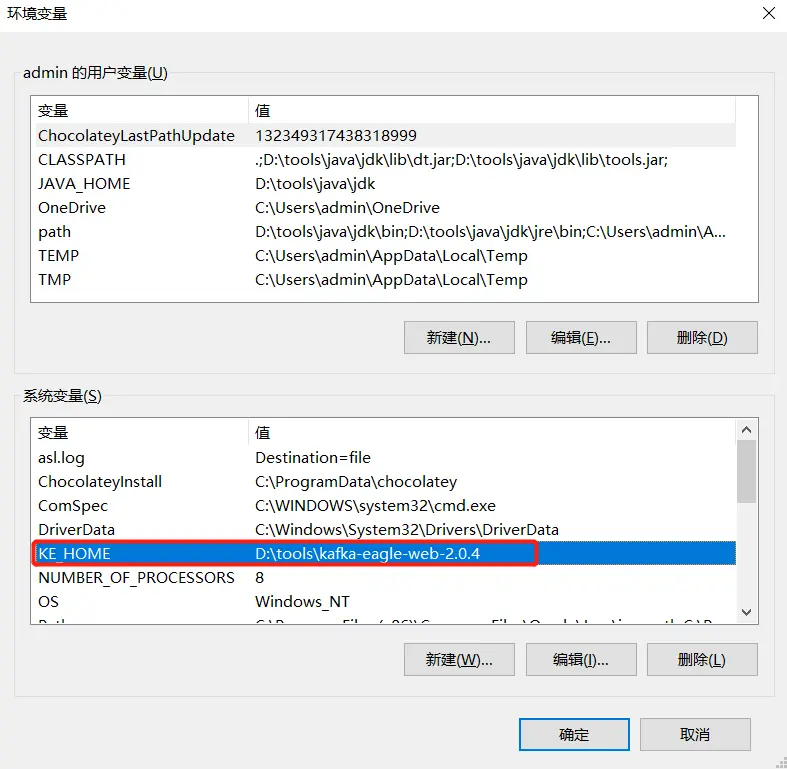 环境变量
admin 的用户变量(U)
变量 值
ChocolateyLastPathUpdate 132349317438318999
CLASSPATH .;D:\tools\java\jdk\lib\dt.jar;D:\tools\java\jdk\lib\tools.jar;
JAVA_HOME D:\tools\java\jdk
OneDrive C:\Users\admin\OneDrive
path D:\tools\java\jdk\bin;D:\tools\java\jdk\jre\bin;C:\Users\admin\A...
TEMP C:\Users\admin\AppData\Local\Temp
TMP C:\Users\admin\AppData\Local\Temp
新建(N)... 编辑(E)... 删除(D)
系统变量(S)
变量 值
asl.log Destination=file
ChocolateyInstall C:\ProgramData\chocolatey
ComSpec C:\WINDOWS\system32\cmd.exe
DriverData C:\Windows\System32\Drivers\DriverData
KE_HOME D:\tools\kafka-eagle-web-2.0.4
NUMBER_OF_PROCESSORS 8
OS Windows_NT
新建(W)... 编辑(I)... 删除(L)
确定 取消